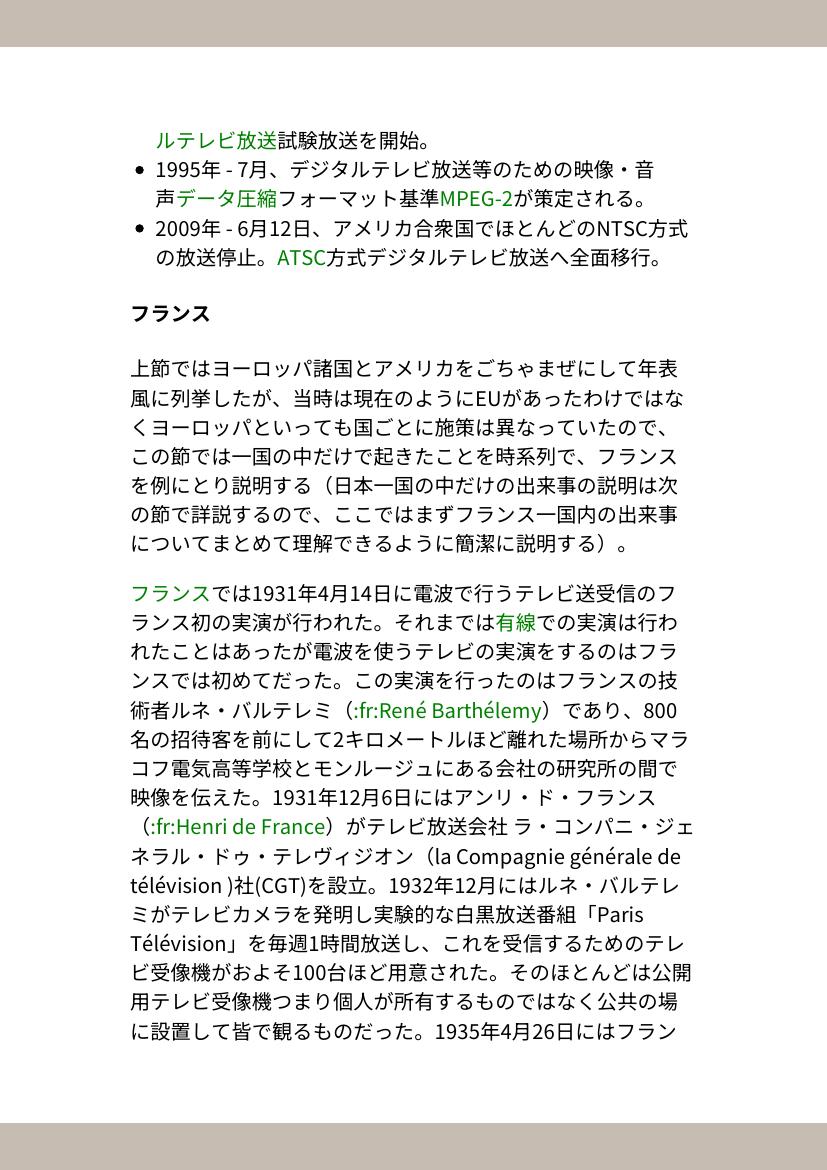 ルテレビ放送試験放送を開始。
• 1995年 - 7月、デジタルテレビ放送等のための映像・音
声データ圧縮フォーマット基準MPEG-2が策定される。
• 2009年 - 6月12日、アメリカ合衆国でほとんどのNTSC方式
の放送停止。ATSC方式デジタルテレビ放送へ全面移行。
フランス
上節ではヨーロッパ諸国とアメリカをごちゃまぜにして年表
風に列挙したが、当時は現在のようにEUがあったわけではな
くヨーロッパといっても国ごとに施策は異なっていたので、
この節では一国の中だけで起きたことを時系列で、フランス
を例にとり説明する（日本一国の中だけの出来事の説明は次
の節で詳説するので、ここではまずフランス一国内の出来事
についてまとめて理解できるように簡潔に説明する）。
フランスでは1931年4月14日に電波で行うテレビ送受信のフ
ランス初の実演が行われた。それまでは有線での実演は行わ
れたことはあったが電波を使うテレビの実演をするのはフラ
ンスでは初めてだった。この実演を行ったのはフランスの技
術者ルネ・バルテレミ（:fr:René Barthélemy）であり、800
名の招待客を前にして2キロメートルほど離れた場所からマラ
コフ電気高等学校とモンルージュにある会社の研究所の間で
映像を伝えた。1931年12月6日にはアンリ・ド・フランス
（:fr:Henri de France）がテレビ放送会社 ラ・コンパニ・ジェ
ネラル・ドゥ・テレヴィジオン（la Compagnie générale de
télévision )社(CGT)を設立。1932年12月にはルネ・バルテレ
ミがテレビカメラを発明し実験的な白黒放送番組「Paris
Télévision」を毎週1時間放送し、これを受信するためのテレ
ビ受像機がおよそ100台ほど用意された。そのほとんどは公開
用テレビ受像機つまり個人が所有するものではなく公共の場
に設置して皆で観るものだった。1935年4月26日にはフラン